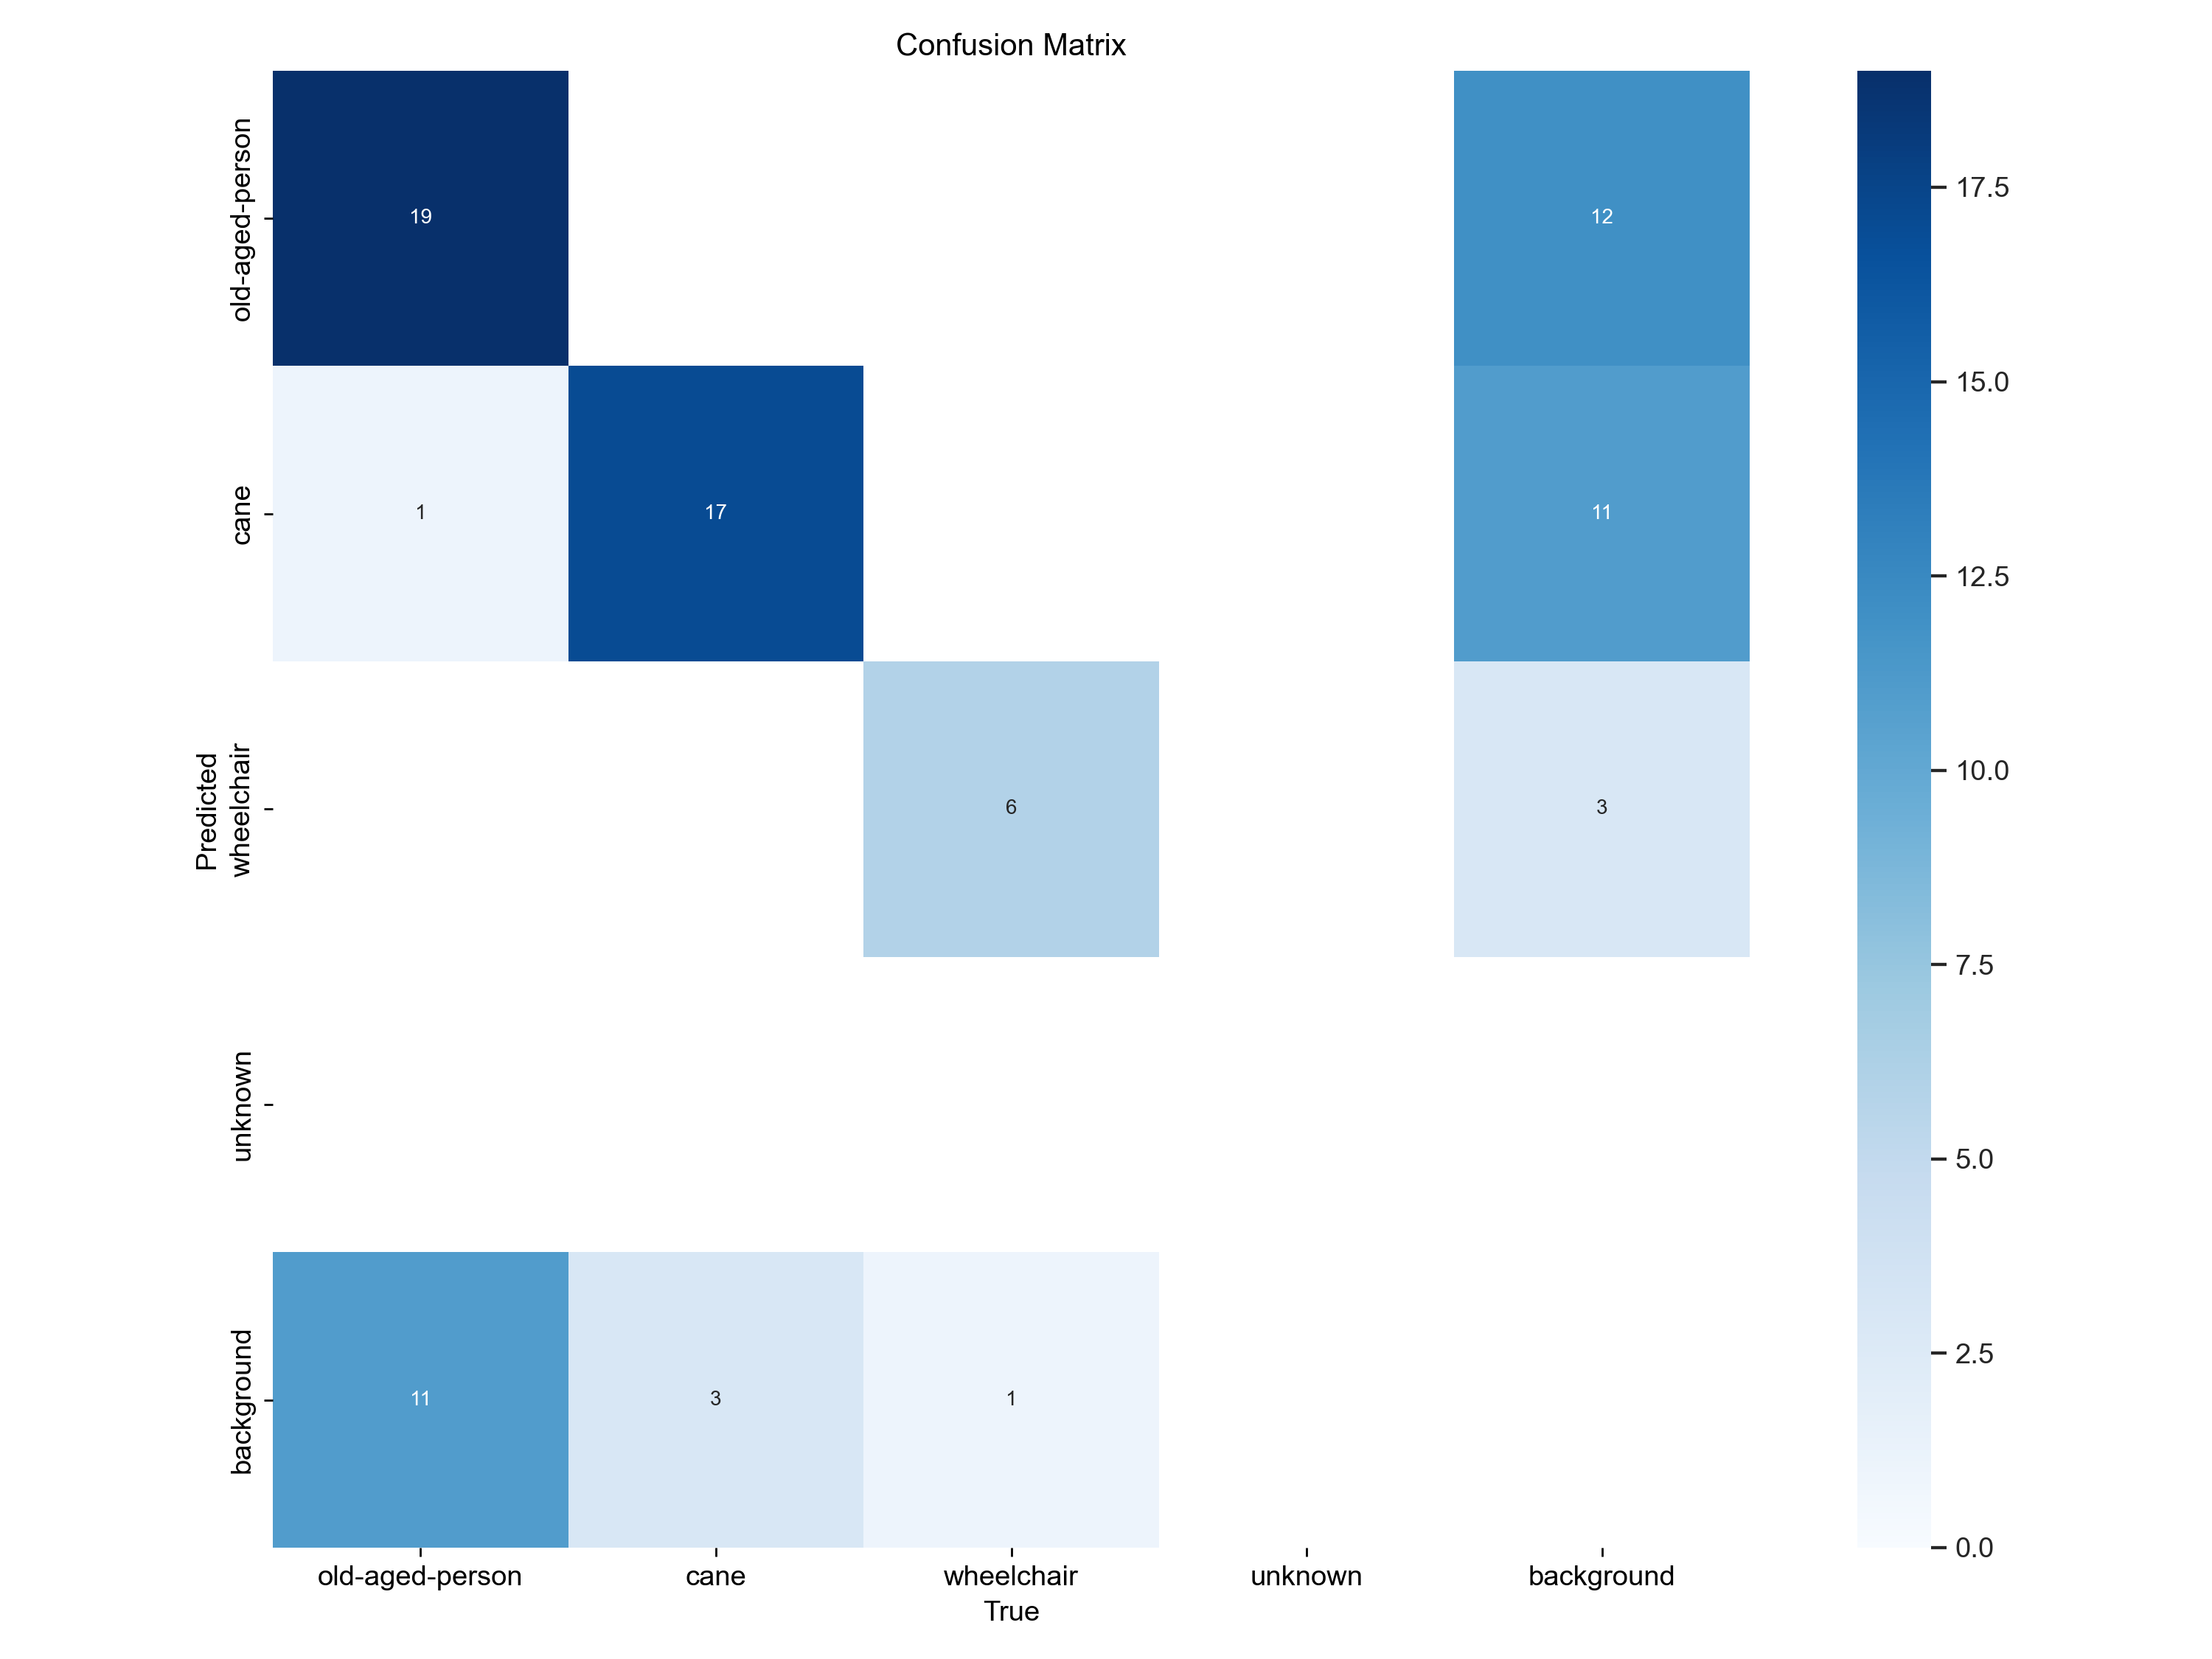 Confusion Matrix
old-aged-person
19
12
17.5
15.0
cane
1
17
11
12.5
10.0
Predicted
wheelchair
6
3
7.5
5.0
unknown
background
11
3
1
2.5
0.0
old-aged-person cane wheelchair unknown background
True